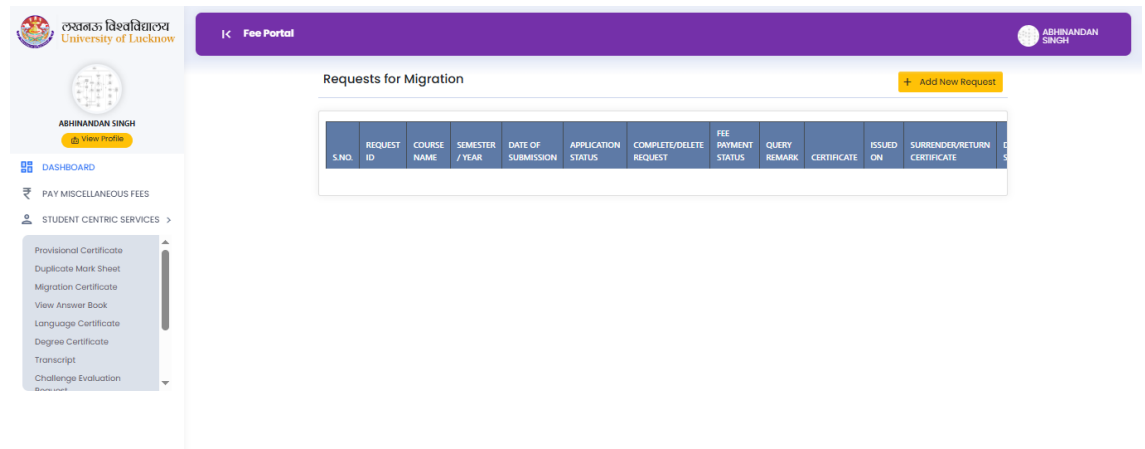 लखनऊ विश्वविद्यालय
University of Lucknow
Fee Portal
ABHINANDAN
SINGH
ABHINANDAN SINGH
View Profile
DASHBOARD
PAY MISCELLANEOUS FEES
STUDENT CENTRIC SERVICES >
Provisional Certificate
Duplicate Mark Sheet
Migration Certificate
View Answer Book
Language Certificate
Degree Certificate
Transcript
Challenge Evaluation
Requests for Migration
+ Add New Request
S.NO.
REQUEST
ID
COURSE
NAME
SEMESTER
/ YEAR
DATE OF
SUBMISSION
APPLICATION
STATUS
COMPLETE/DELETE
REQUEST
FEE
PAYMENT
STATUS
QUERY
REMARK
CERTIFICATE
ISSUED
ON
SURRENDER/RETURN
CERTIFICATE